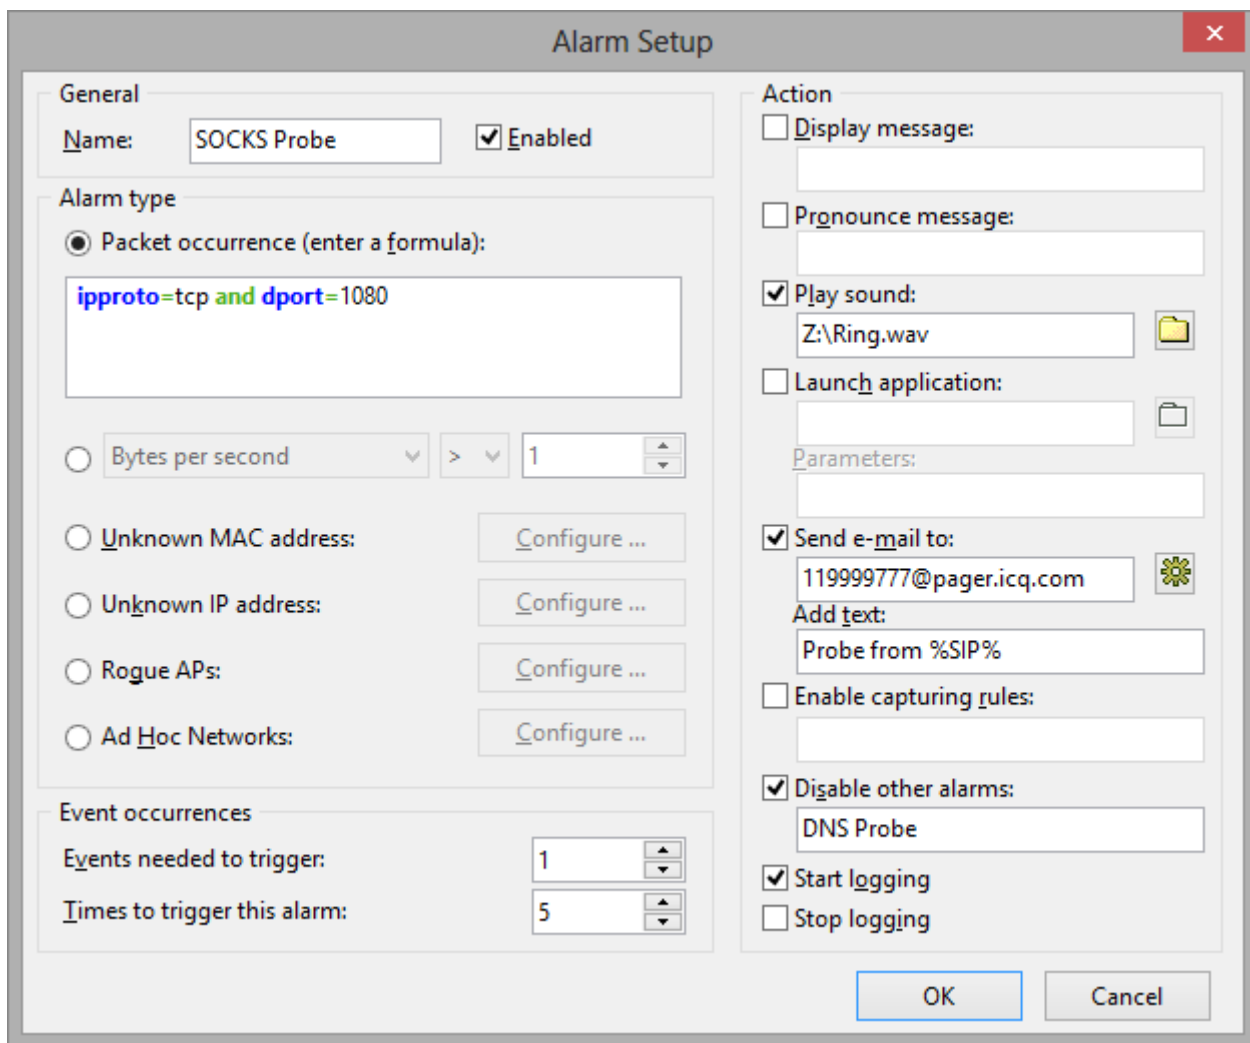 Alarm Setup
General
Name: SOCKS Probe Enabled
Alarm type
Packet occurrence (enter a formula):
ipproto=tcp and dport=1080
Bytes per second > 1
Unknown MAC address: Configure ...
Unknown IP address: Configure ...
Rogue APs: Configure ...
Ad Hoc Networks: Configure ...
Event occurrences
Events needed to trigger: 1
Times to trigger this alarm: 5
Action
Display message:
Pronounce message:
Play sound:
Z:\Ring.wav
Launch application:
Parameters:
Send e-mail to:
119999777@pager.icq.com
Add text:
Probe from %SIP%
Enable capturing rules:
Disable other alarms:
DNS Probe
Start logging
Stop logging
OK Cancel